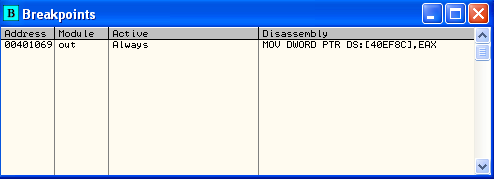 B Breakpoints
Address Module Active Disassembly
00401069 out Always MOV DWORD PTR DS:[40EF8C],EAX